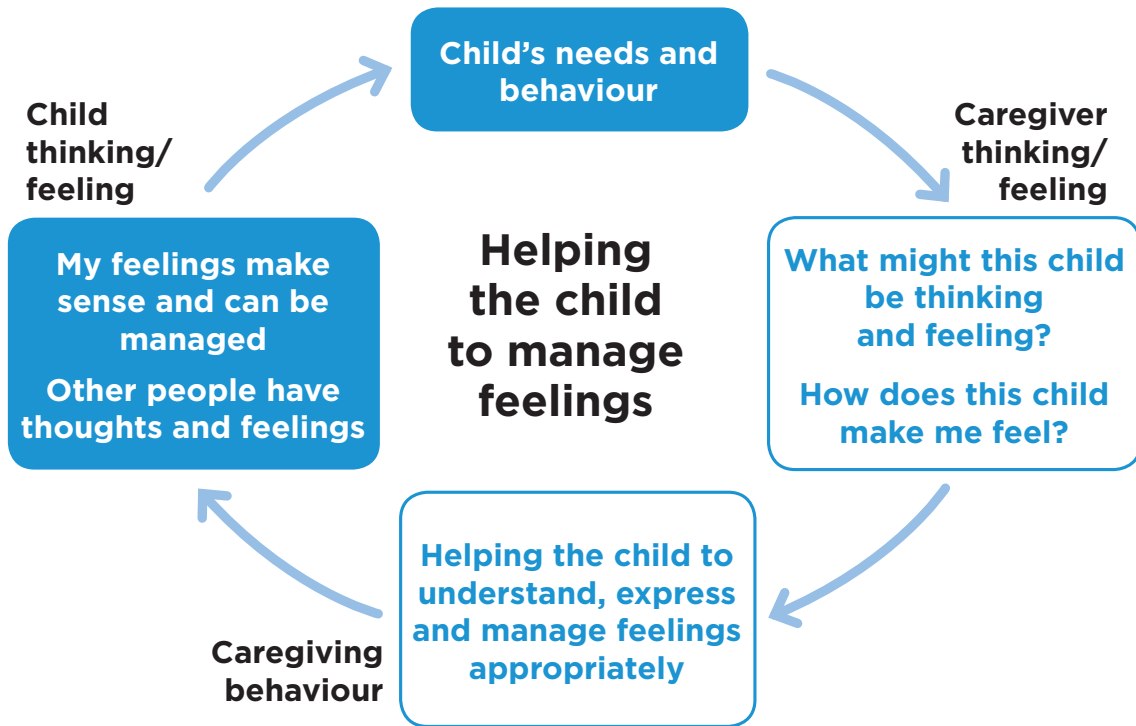 Child’s needs and
behaviour
Caregiver
thinking/
feeling
What might this child
be thinking
and feeling?
How does this child
make me feel?
Helping the child to
understand, express
and manage feelings
appropriately
Caregiving
behaviour
Child
thinking/
feeling
My feelings make
sense and can be
managed
Other people have
thoughts and feelings
Helping
the child
to manage
feelings